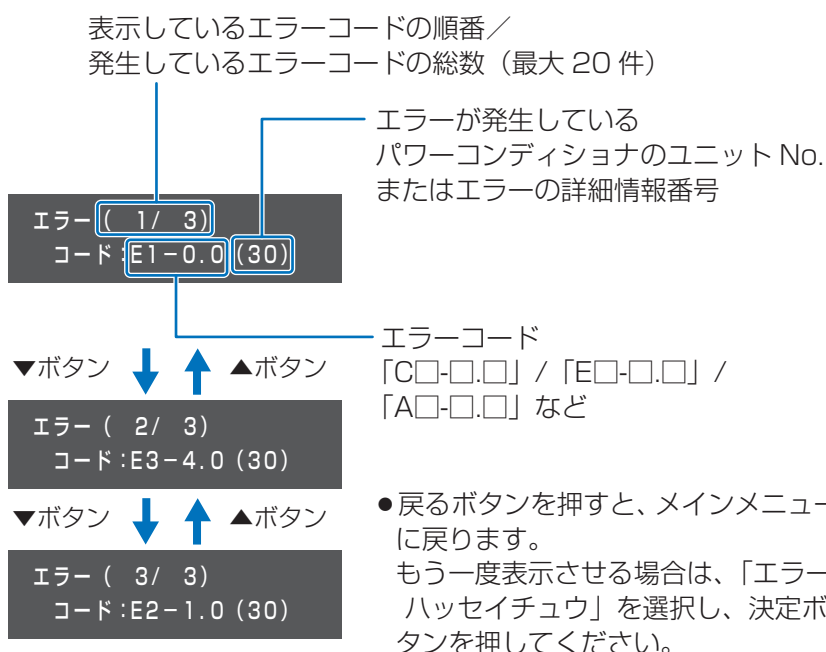 表示しているエラーコードの順番／
発生しているエラーコードの総数（最大 20 件）
エラーが発生している
パワーコンディショナのユニット No.
またはエラーの詳細情報番号
エラー (　1/　3)
コード:E1－0.0 (30)
エラーコード
「C□-□.□」/「E□-□.□」/
「A□-□.□」など
▼ボタン ▲ボタン
エラー (　2/　3)
コード:E3－4.0 (30)
▼ボタン ▲ボタン
エラー (　3/　3)
コード:E2－1.0 (30)
●戻るボタンを押すと、メインメニュー
に戻ります。
もう一度表示させる場合は、「エラー
ハッセイチュウ」を選択し、決定ボ
タンを押してください。